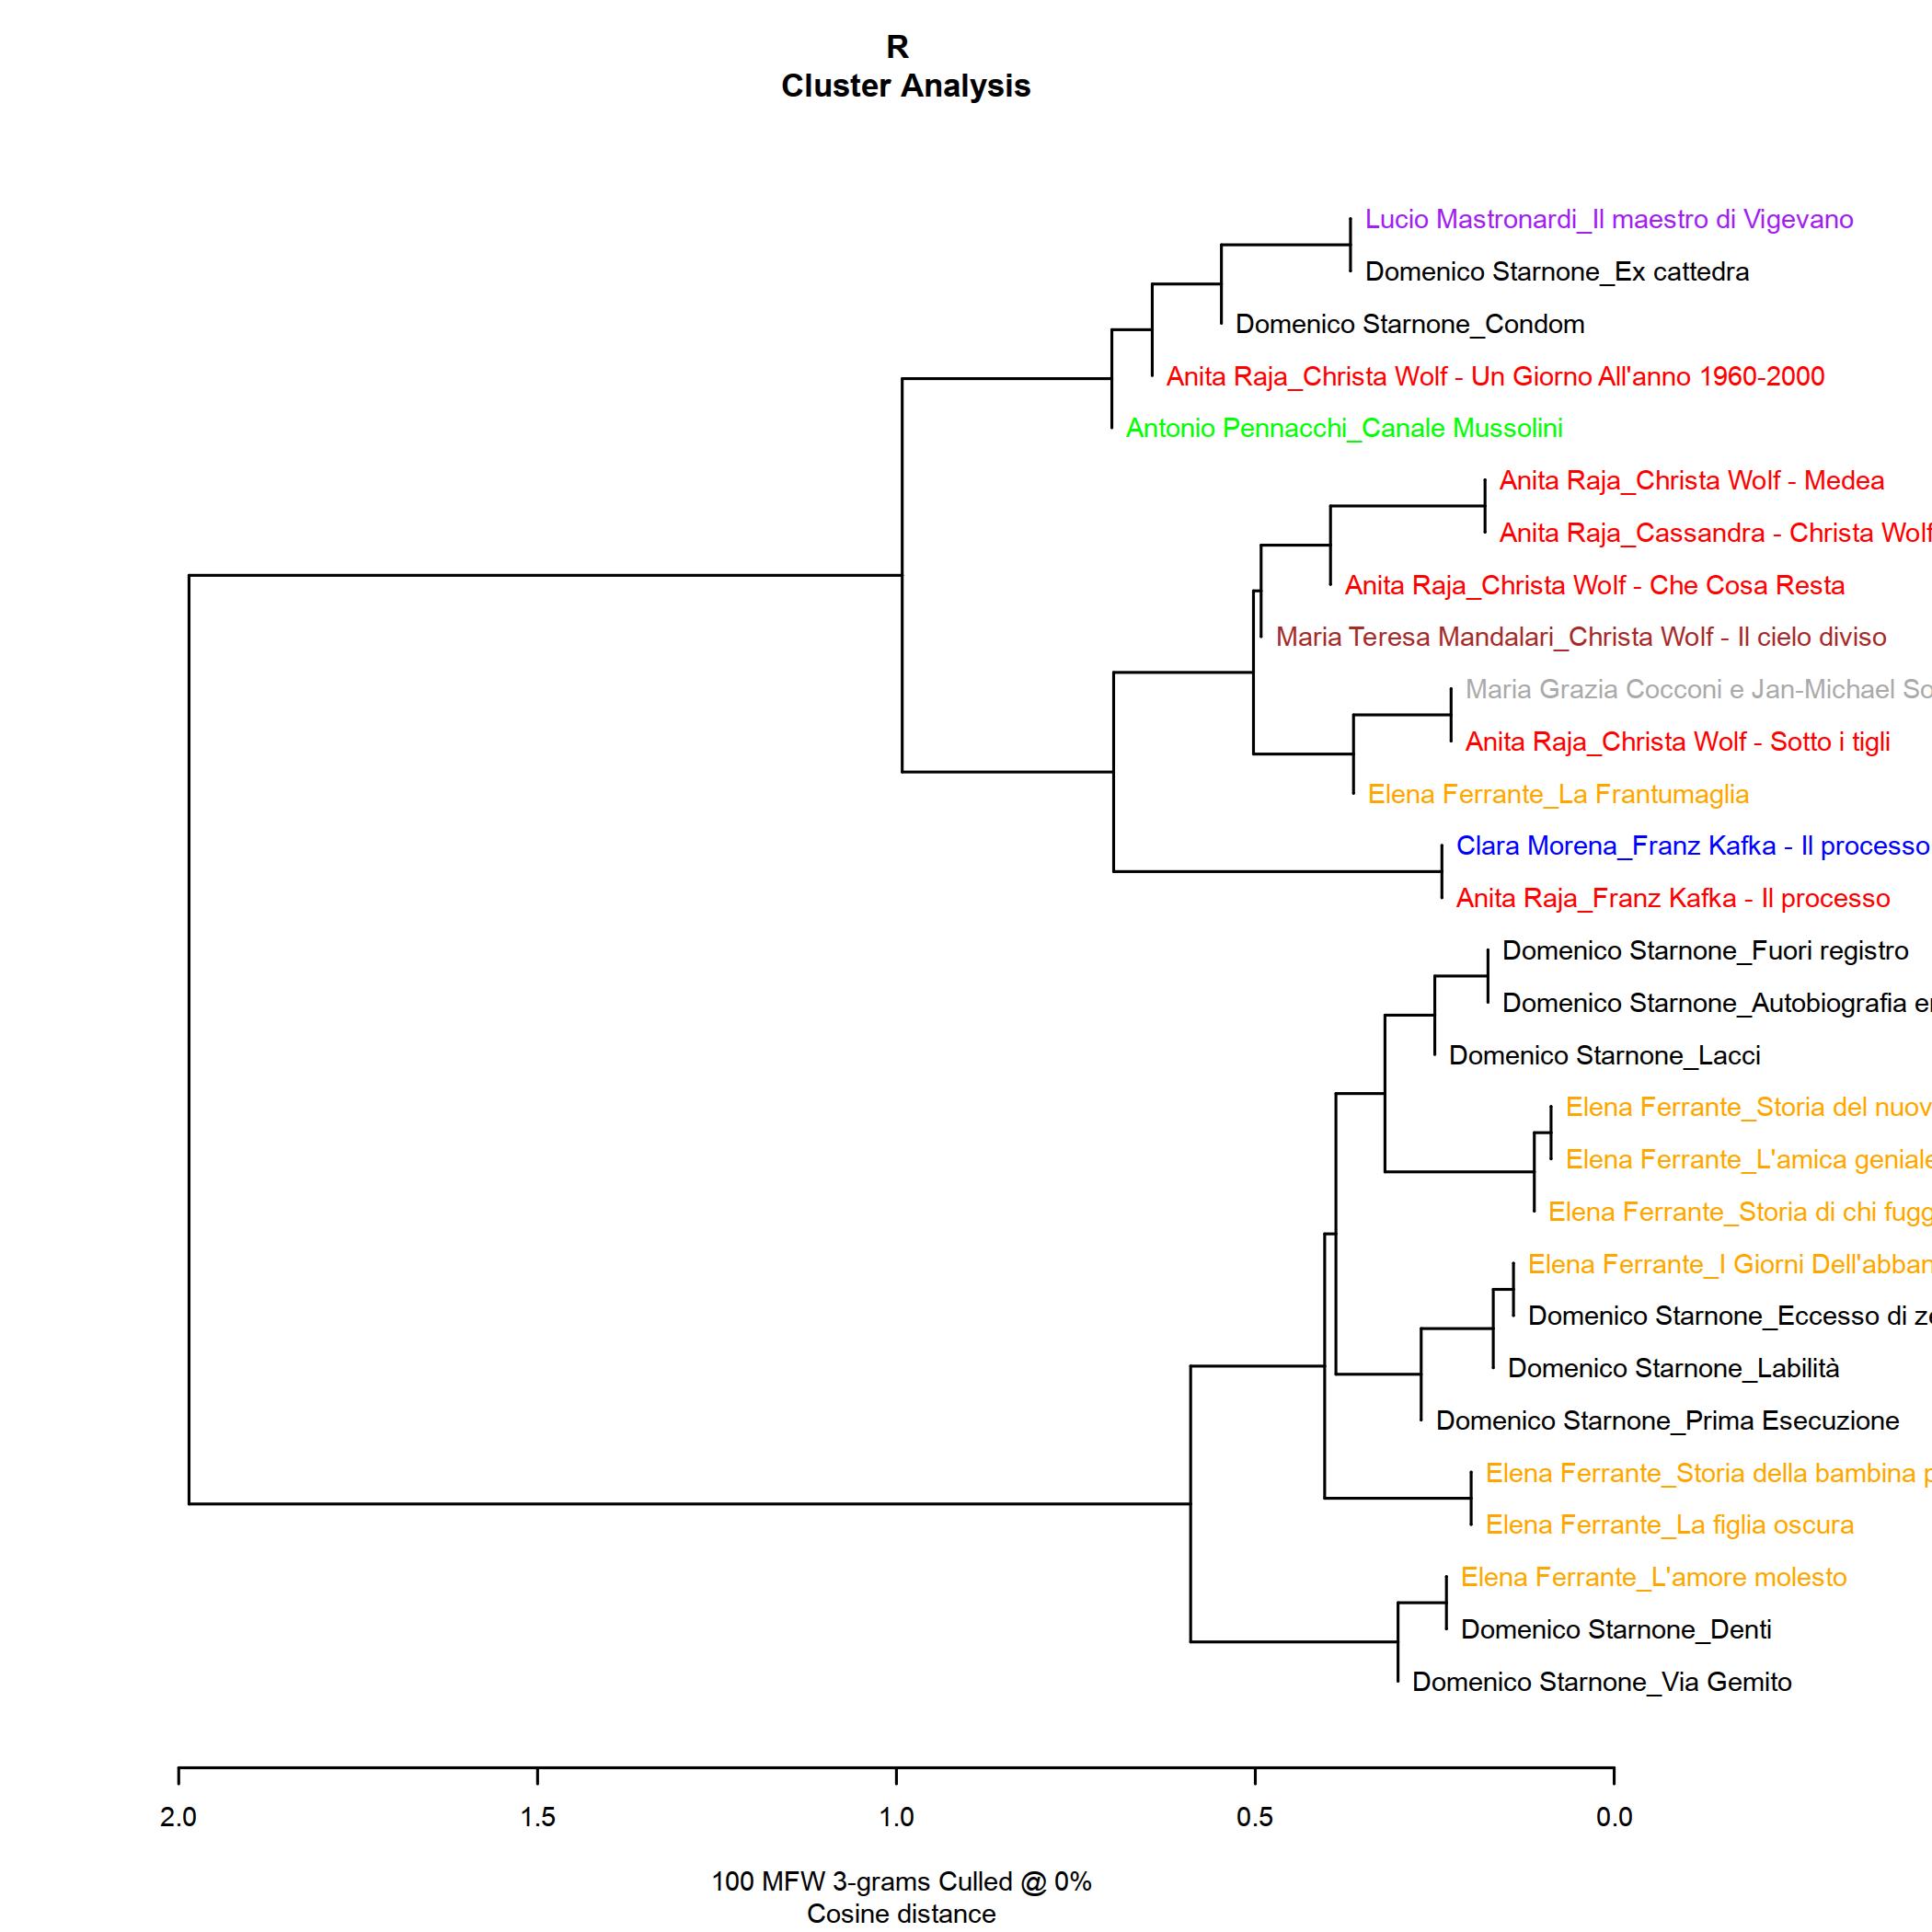 R
Cluster Analysis
Lucio Mastronardi_Il maestro di Vigevano
Domenico Starnone_Ex cattedra
Domenico Starnone_Condom
Anita Raja_Christa Wolf - Un Giorno All'anno 1960-2000
Antonio Pennacchi_Canale Mussolini
Anita Raja_Christa Wolf - Medea
Anita Raja_Cassandra - Christa Wolf
Anita Raja_Christa Wolf - Che Cosa Resta
Maria Teresa Mandalari_Christa Wolf - Il cielo diviso
Maria Grazia Cocconi e Jan-Michael So
Anita Raja_Christa Wolf - Sotto i tigli
Elena Ferrante_La Frantumaglia
Clara Morena_Franz Kafka - Il processo
Anita Raja_Franz Kafka - Il processo
Domenico Starnone_Fuori registro
Domenico Starnone_Autobiografia er
Domenico Starnone_Lacci
Elena Ferrante_Storia del nuov
Elena Ferrante_L'amica geniale
Elena Ferrante_Storia di chi fugg
Elena Ferrante_I Giorni Dell'abban
Domenico Starnone_Eccesso di ze
Domenico Starnone_Labilità
Domenico Starnone_Prima Esecuzione
Elena Ferrante_Storia della bambina p
Elena Ferrante_La figlia oscura
Elena Ferrante_L'amore molesto
Domenico Starnone_Denti
Domenico Starnone_Via Gemito
2.0 1.5 1.0 0.5 0.0
100 MFW 3-grams Culled @ 0%
Cosine distance